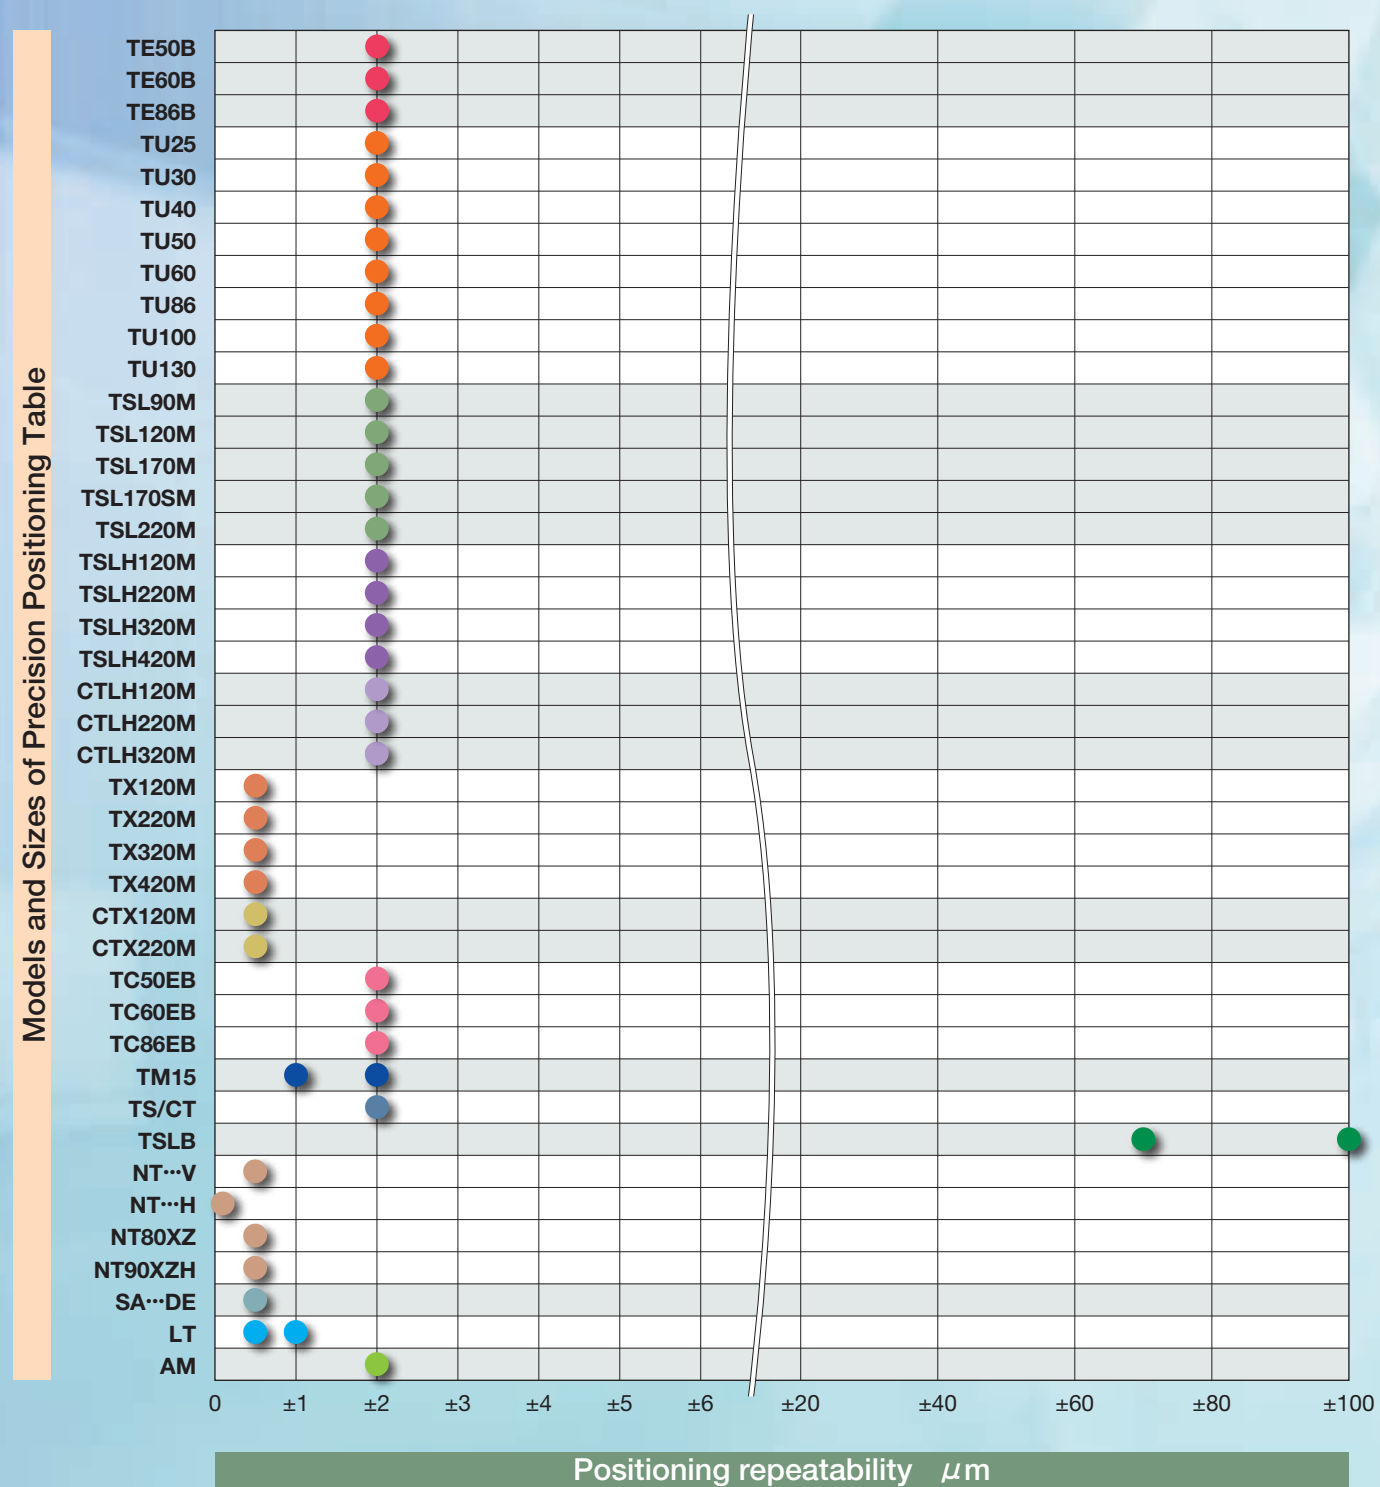 Models and Sizes of Precision Positioning Table
TE50B
TE60B
TE86B
TU25
TU30
TU40
TU50
TU60
TU86
TU100
TU130
TSL90M
TSL120M
TSL170M
TSL170SM
TSL220M
TSLH120M
TSLH220M
TSLH320M
TSLH420M
CTLH120M
CTLH220M
CTLH320M
TX120M
TX220M
TX320M
TX420M
CTX120M
CTX220M
TC50EB
TC60EB
TC86EB
TM15
TS/CT
TSLB
NT···V
NT···H
NT80XZ
NT90XZH
SA···DE
LT
AM
0 ±1 ±2 ±3 ±4 ±5 ±6 ±20 ±40 ±60 ±80 ±100
Positioning repeatability μm